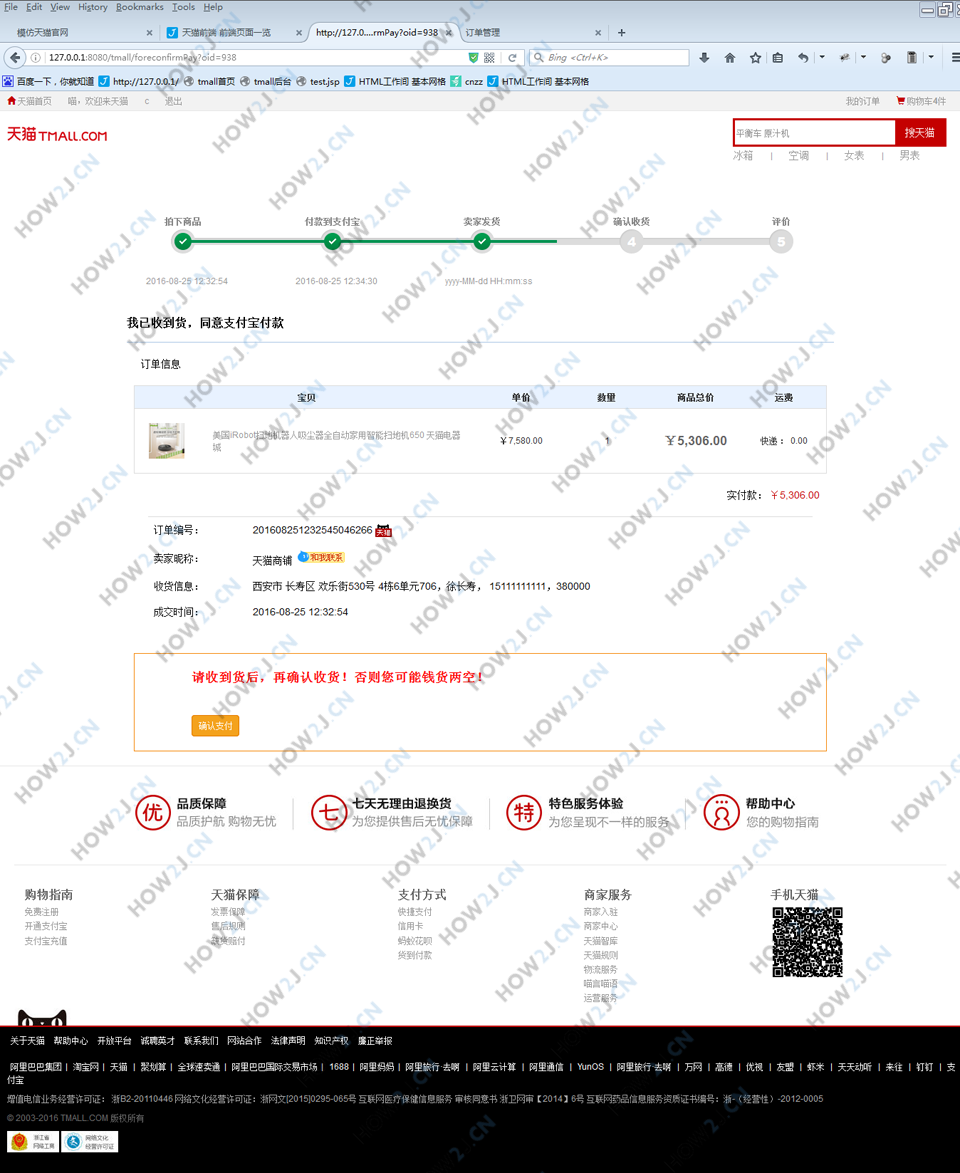 File Edit View History Bookmarks Tools Help
模仿天猫官网 × 天猫前端 前端页面一览 × http://127.0....rmPay?oid=938 × 订单管理 × +
127.0.0.1:8080/tmall/foreconfirmPay?oid=938 Bing <Ctrl+K>
百度一下，你就知道 http://127.0.0.1/ tmall首页 tmall后台 test.jsp HTML工作间 基本网格 cnzz HTML工作间 基本网格
天猫首页 喵，欢迎来天猫 c 退出 我的订单 购物车4件
天猫 TMALL.COM 平衡车 原汁机 搜天猫
冰箱 | 空调 | 女表 | 男表
拍下商品 付款到支付宝 卖家发货 确认收货 评价
4 5
2016-08-25 12:32:54 2016-08-25 12:34:30 yyyy-MM-dd HH:mm:ss
我已收到货，同意支付宝付款
订单信息
宝贝 单价 数量 商品总价 运费
美国iRobot扫地机器人吸尘器全自动家用智能扫地机650 天猫电器
城
￥7,580.00 1 ￥5,306.00 快递： 0.00
实付款： ￥5,306.00
订单编号： 201608251232545046266 天猫
卖家昵称： 天猫商铺 和我联系
收货信息： 西安市 长寿区 欢乐街530号 4栋6单元706，徐长寿， 15111111111，380000
成交时间： 2016-08-25 12:32:54
请收到货后，再确认收货！否则您可能钱货两空！
确认支付
优 品质保障 七 七天无理由退换货 特 特色服务体验 帮助中心
品质护航 购物无忧 为您提供售后无忧保障 为您呈现不一样的服务 您的购物指南
购物指南 天猫保障 支付方式 商家服务 手机天猫
免费注册 发票保障 快捷支付 商家入驻
开通支付宝 售后规则 信用卡 商家中心
支付宝充值 缺货赔付 蚂蚁花呗 天猫智库
货到付款 天猫规则
物流服务
喵言喵语
运营服务
关于天猫 帮助中心 开放平台 诚聘英才 联系我们 网站合作 法律声明 知识产权 廉正举报
阿里巴巴集团 | 淘宝网 | 天猫 | 聚划算 | 全球速卖通 | 阿里巴巴国际交易市场 | 1688 | 阿里妈妈 | 阿里旅行·去啊 | 阿里云计算 | 阿里通信 | YunOS | 阿里旅行·去啊 | 万网 | 高德 | 优视 | 友盟 | 虾米 | 天天动听 | 来往 | 钉钉 | 支
付宝
增值电信业务经营许可证： 浙B2-20110446 网络文化经营许可证：浙网文[2015]0295-065号 互联网医疗保健信息服务 审核同意书 浙卫网审【2014】6号 互联网药品信息服务资质证书编号：浙-（经营性）-2012-0005
© 2003-2016 TMALL.COM 版权所有
浙江省 网络工商 网络文化 经营许可证
HOW2J.CN